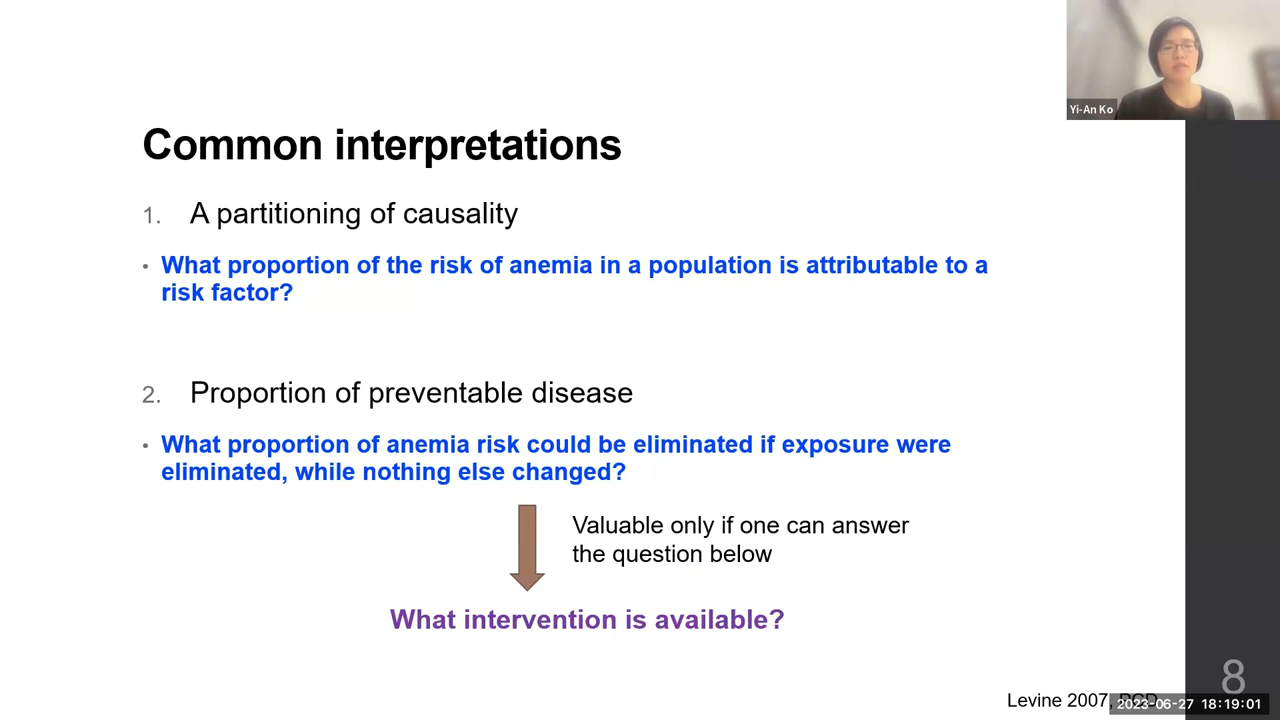 Yi-An Ko
Common interpretations
1. A partitioning of causality
• What proportion of the risk of anemia in a population is attributable to a
risk factor?
2. Proportion of preventable disease
• What proportion of anemia risk could be eliminated if exposure were
eliminated, while nothing else changed?
Valuable only if one can answer
the question below
What intervention is available?
8
Levine 2007,
2023-06-27 18:19:01